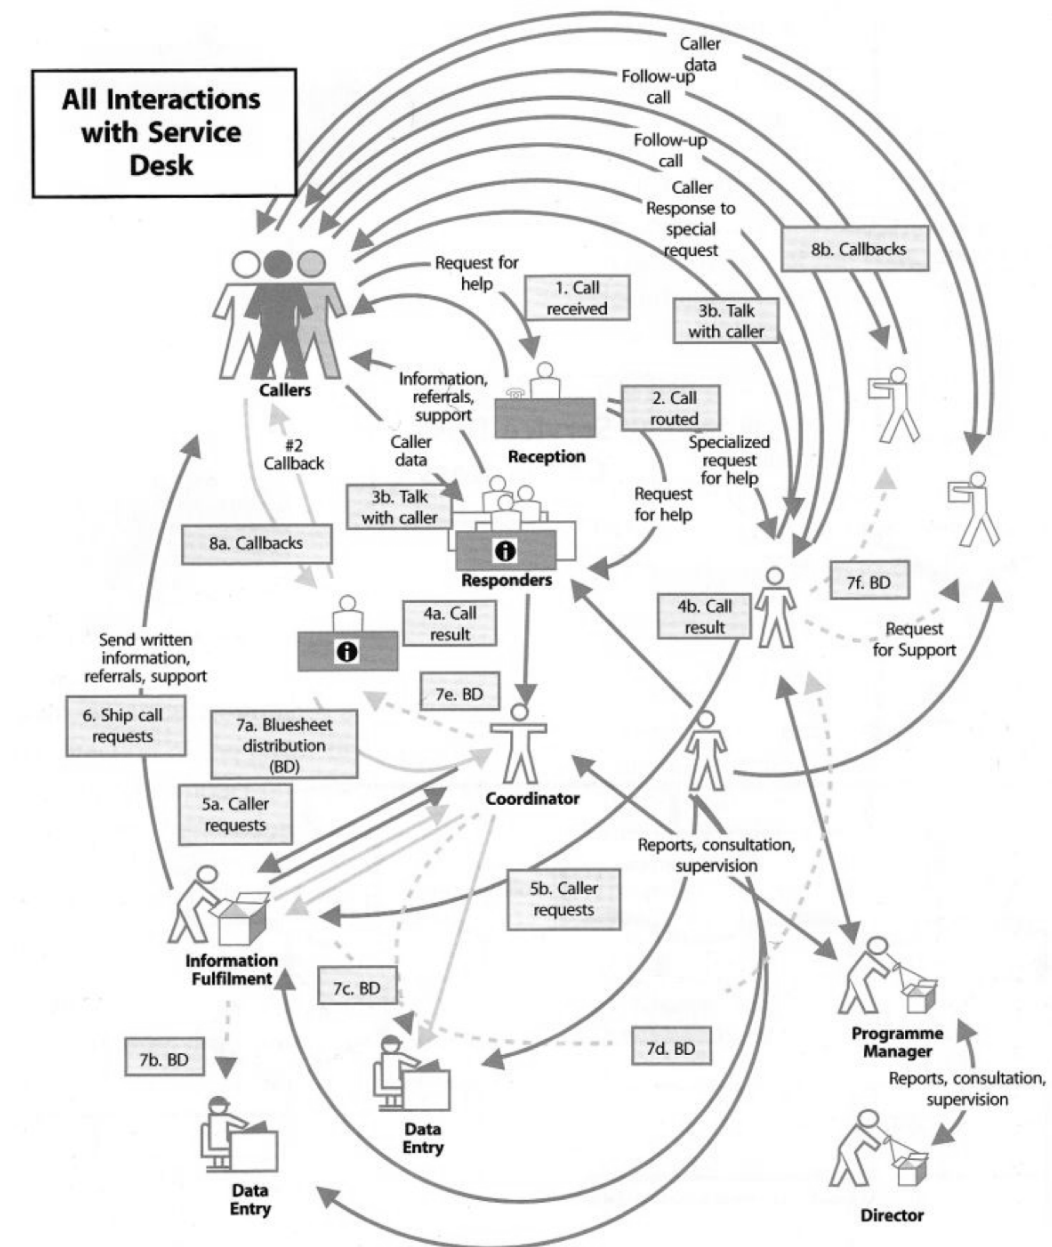 All Interactions
with Service
Desk
Caller
data
Follow-up
call
Follow-up
call
Caller
Response to
special
request
8b. Callbacks
Request for
help
1. Call
received
3b. Talk
with caller
Callers
Information,
referrals,
support
2. Call
routed
Reception
Specialized
request
for help
#2
Callback
Caller
data
Request
for help
3b. Talk
with caller
8a. Callbacks
Responders
7f. BD
4a. Call
result
4b. Call
result
Request
for Support
Send written
information,
referrals, support
6. Ship call
requests
7a. Bluesheet
distribution
(BD)
7e. BD
Coordinator
5a. Caller
requests
Reports, consultation,
supervision
5b. Caller
requests
Information
Fulfilment
7c. BD
7d. BD
7b. BD
Programme
Manager
Reports, consultation,
supervision
Data
Entry
Data
Entry
Director